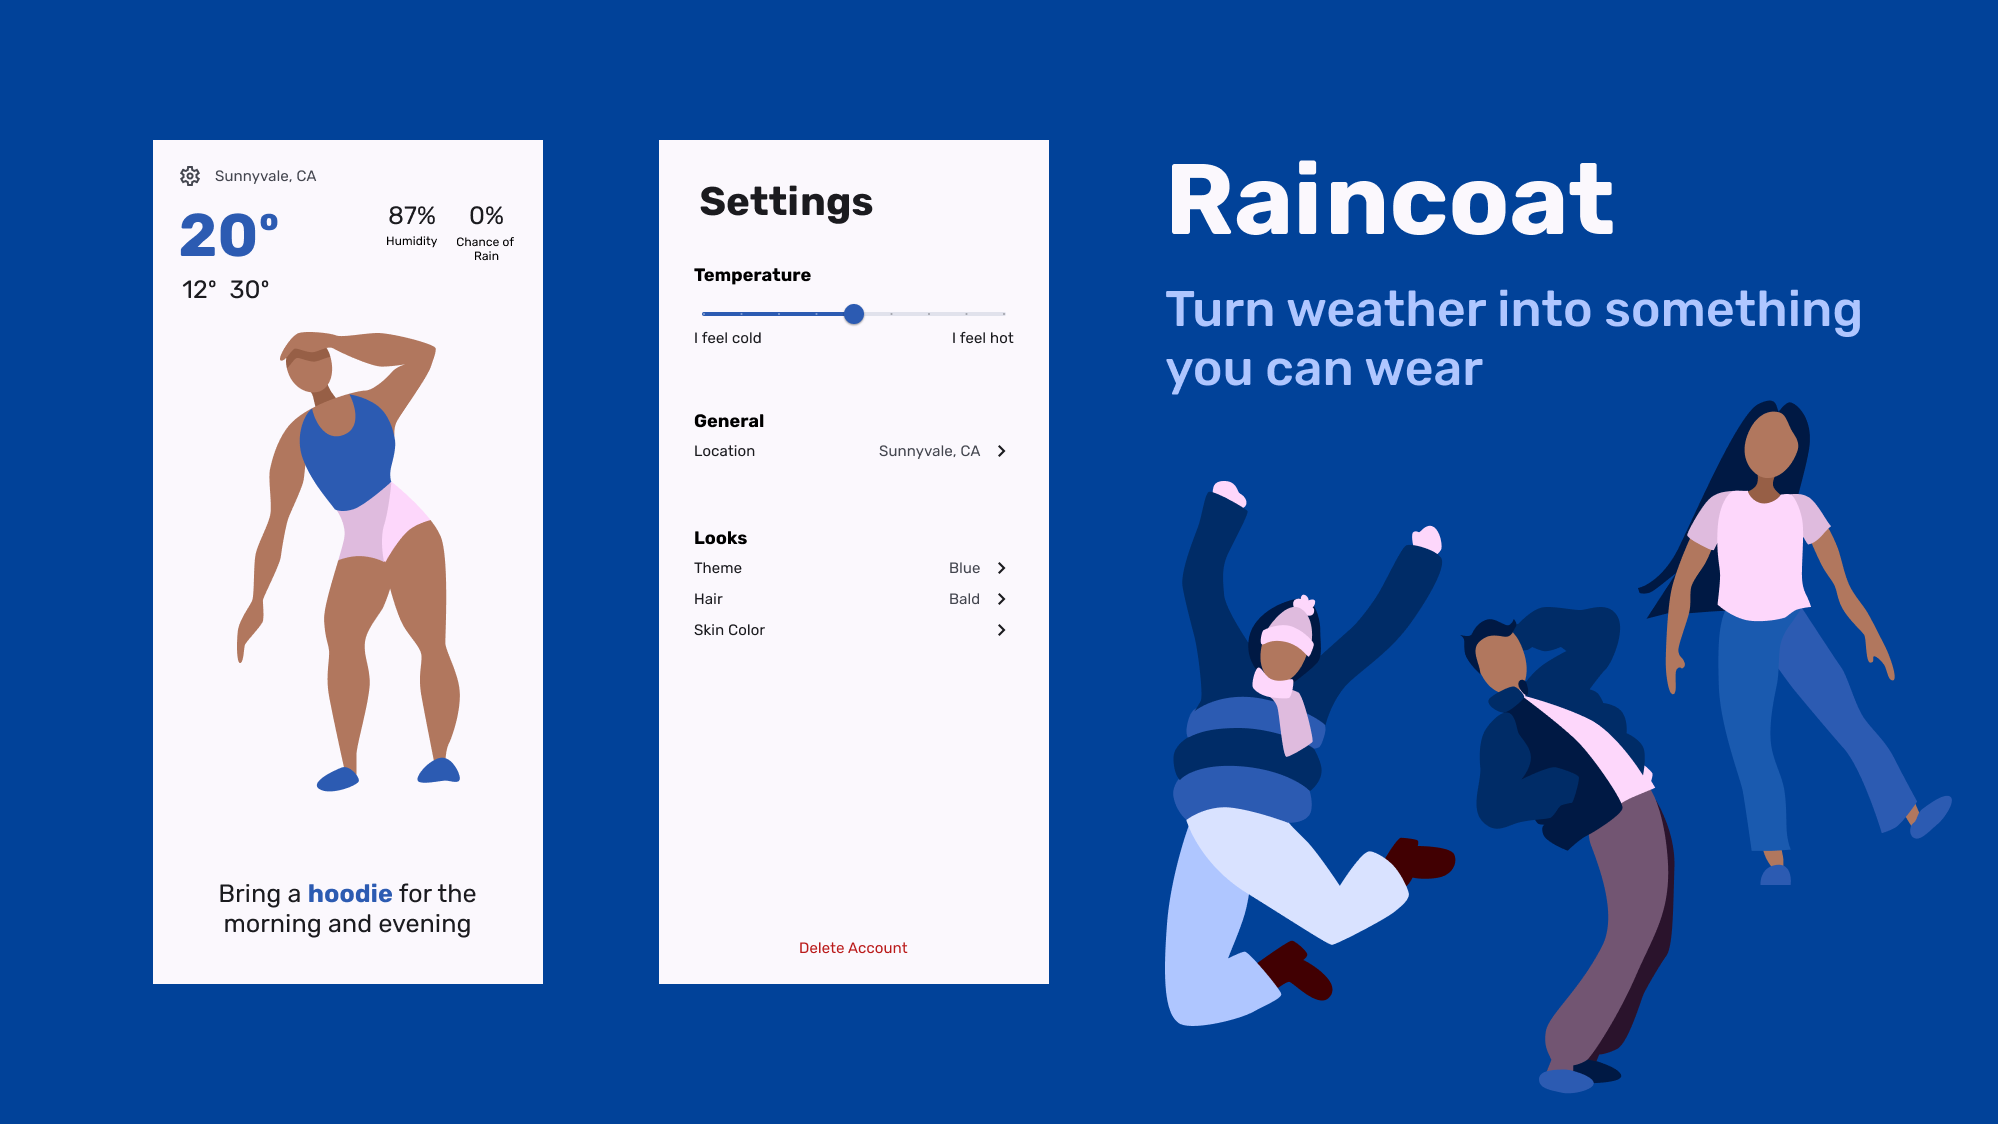 Sunnyvale, CA
20°
12° 30°
87%
Humidity
0%
Chance of
Rain
Bring a hoodie for the
morning and evening
Settings
Temperature
I feel cold
I feel hot
General
Location Sunnyvale, CA
Looks
Theme Blue
Hair Bald
Skin Color
Delete Account
Raincoat
Turn weather into something
you can wear